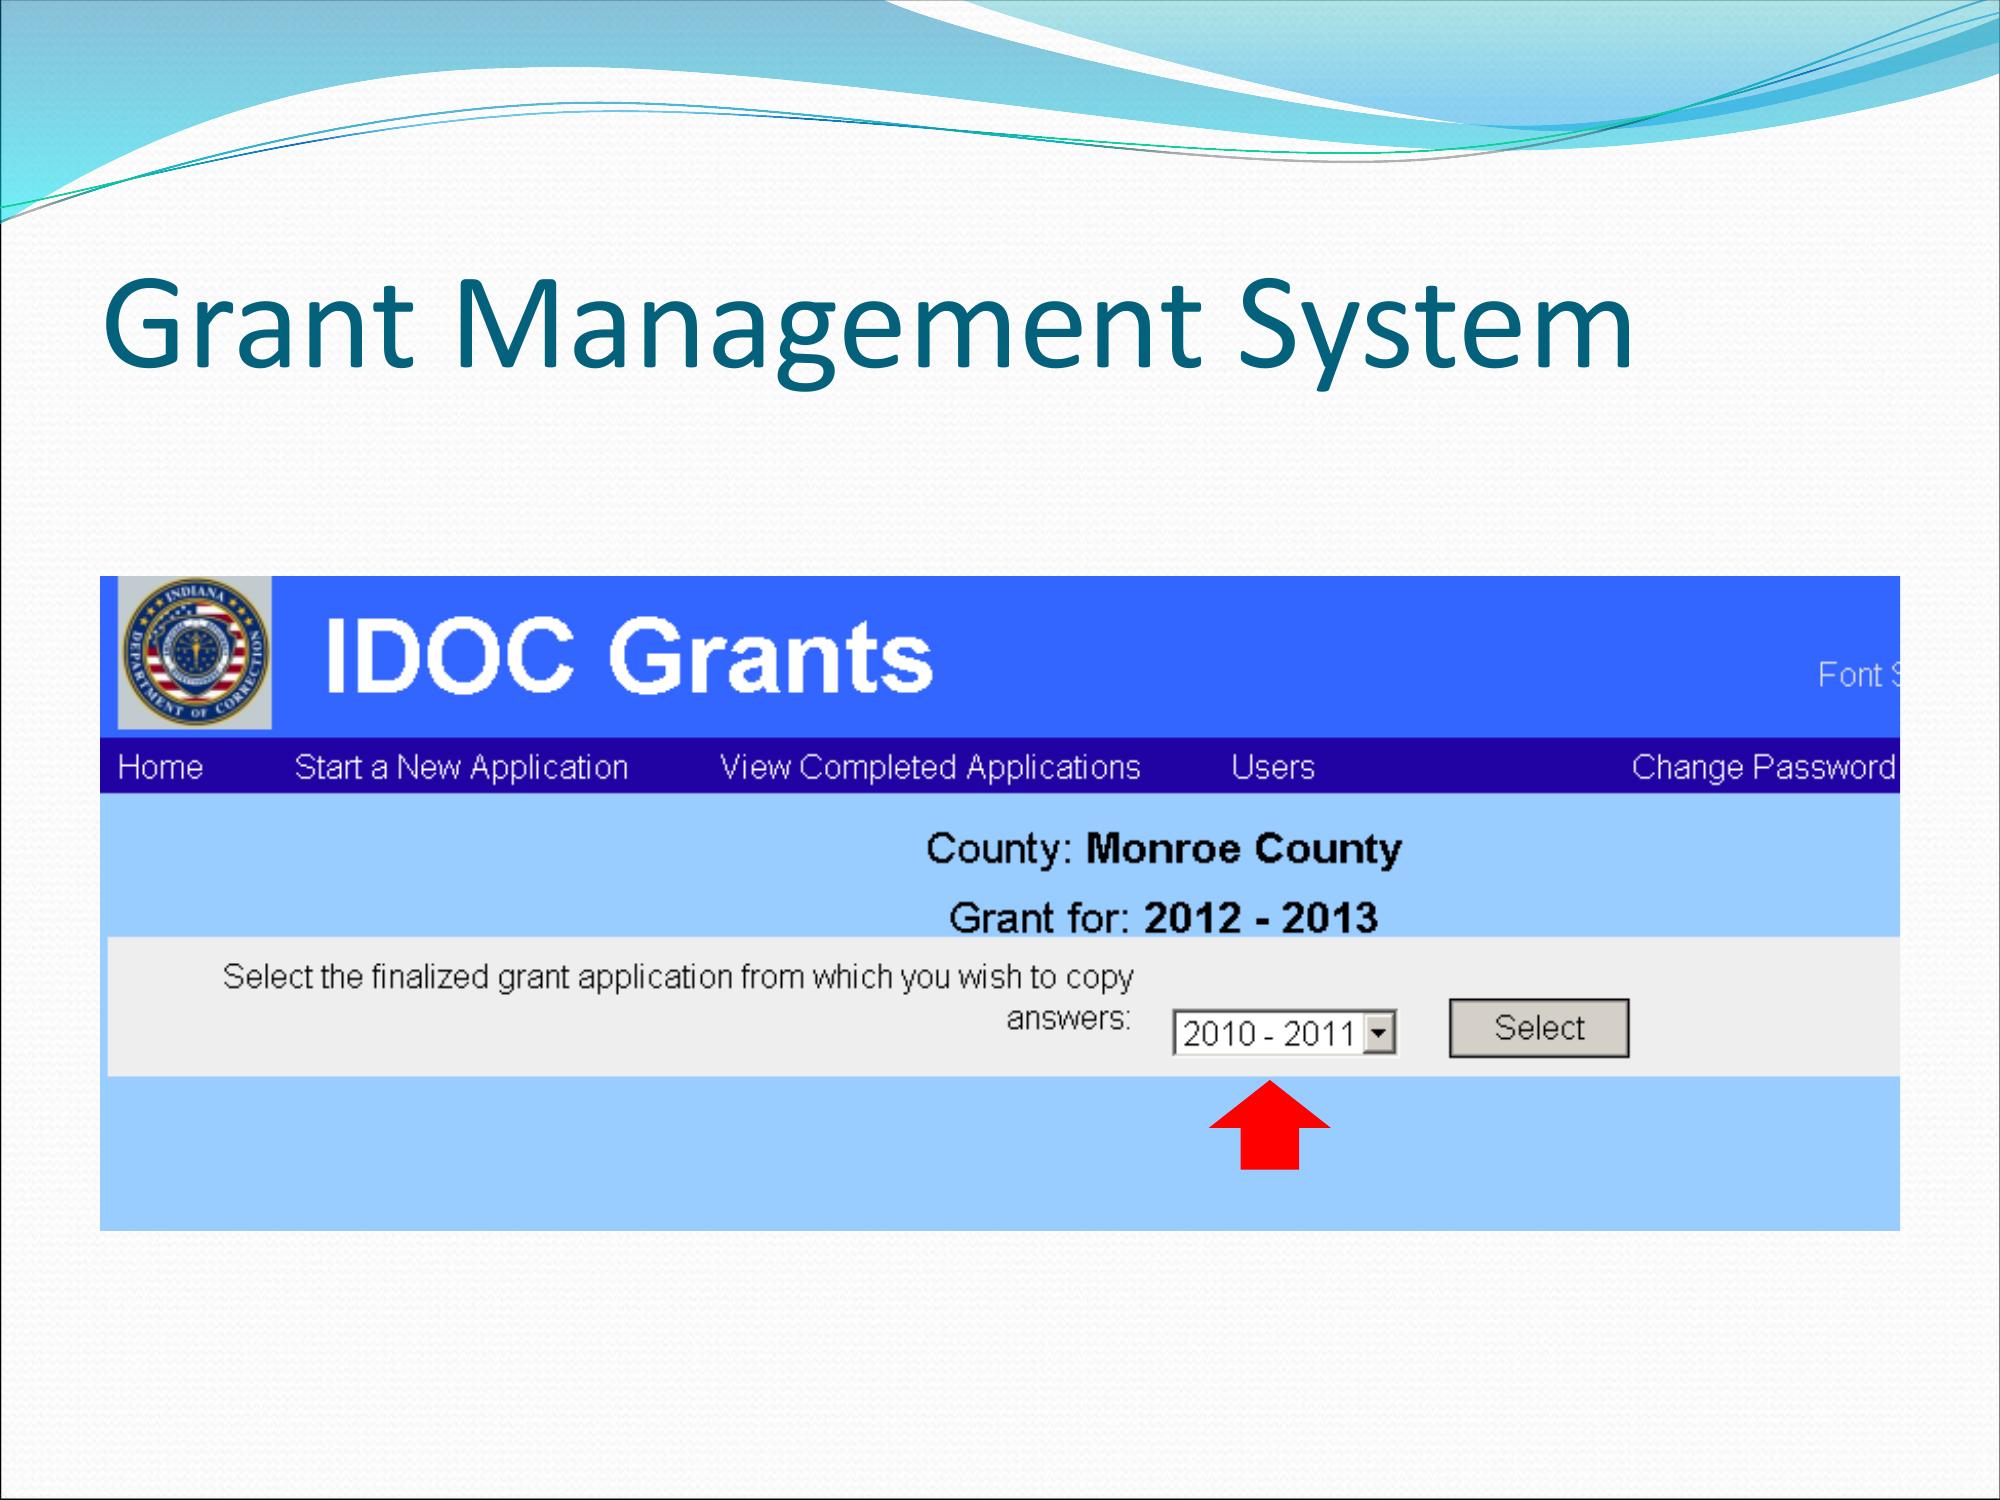 Grant Management System
INDIANA
DEPARTMENT OF CORRECTION
IDOC Grants
Font
Home Start a New Application View Completed Applications Users Change Password
County: Monroe County
Grant for: 2012 - 2013
Select the finalized grant application from which you wish to copy
answers:
2010 - 2011 Select